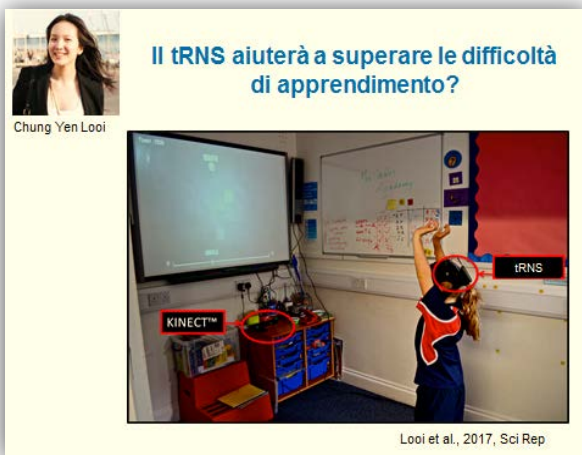 Il tRNS aiuterà a superare le difficoltà
di apprendimento?
Chung Yen Looi
tRNS
KINECT™
Looi et al., 2017, Sci Rep